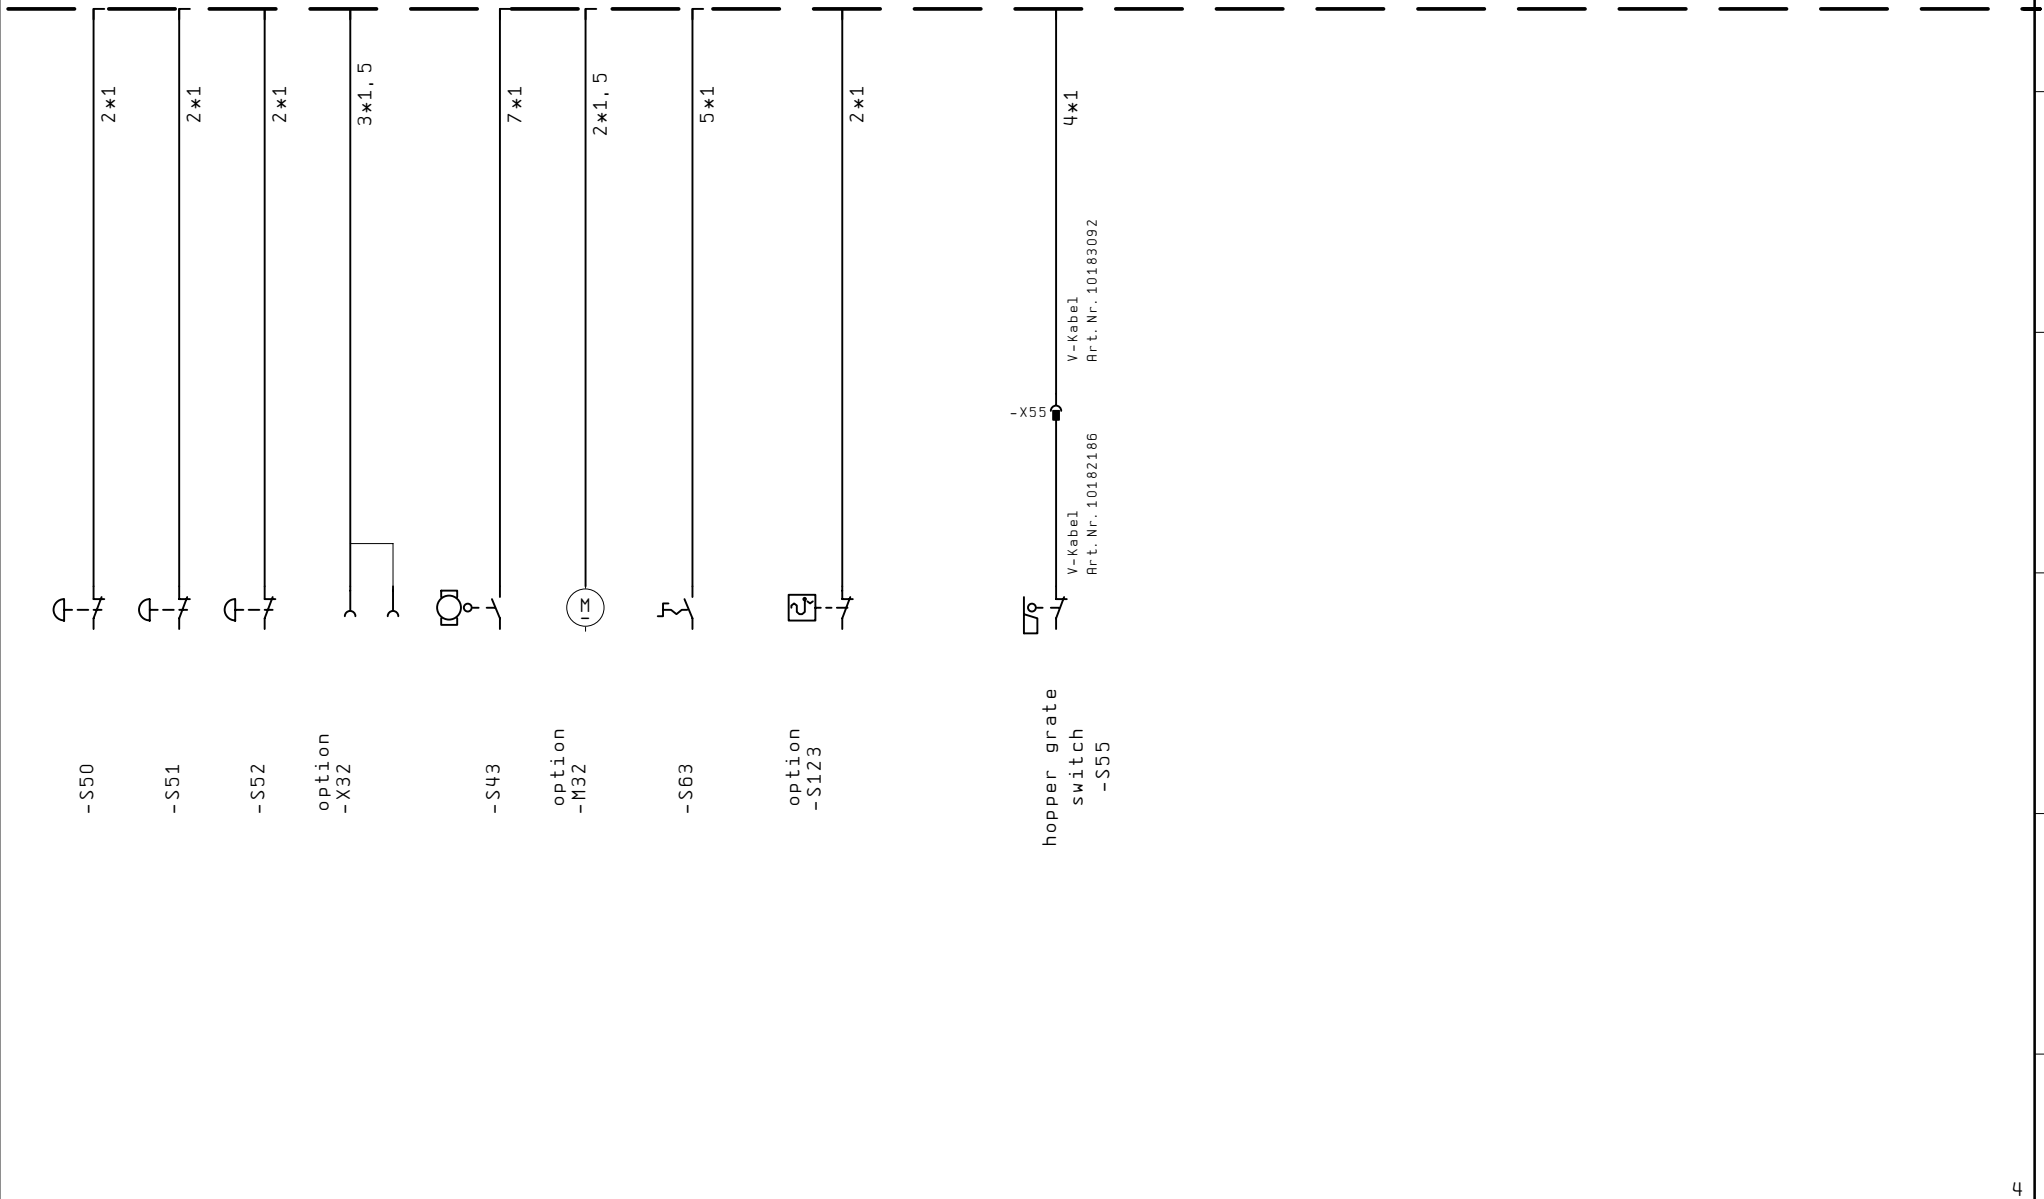 2*1
2*1
2*1
3*1,5
7*1
2*1,5
5*1
2*1
4*1
V-Kabel
Art.Nr.10183092
-X55
V-Kabel
Art.Nr.10182186
M
-S50
-S51
-S52
option
-X32
-S43
option
-M32
-S63
option
-S123
hopper grate
switch
-S55
4